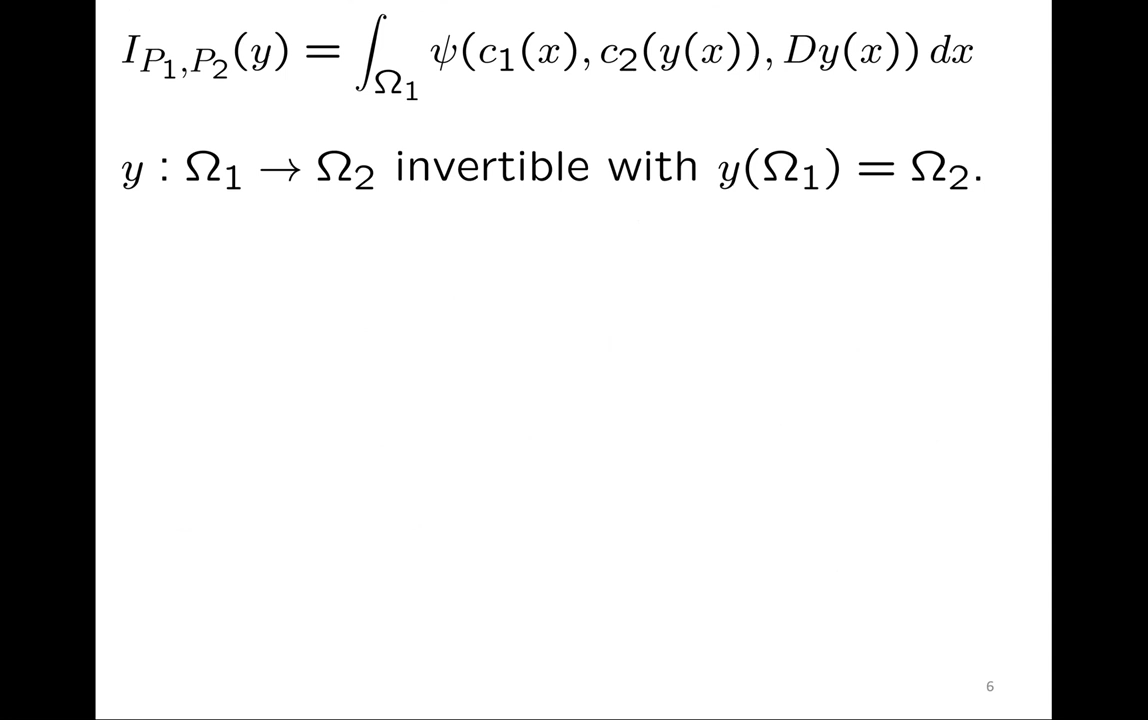 I_{P_1,P_2}(y) = ∫_{Ω_1} ψ(c_1(x), c_2(y(x)), Dy(x)) dx
y : Ω_1 → Ω_2 invertible with y(Ω_1) = Ω_2.
6